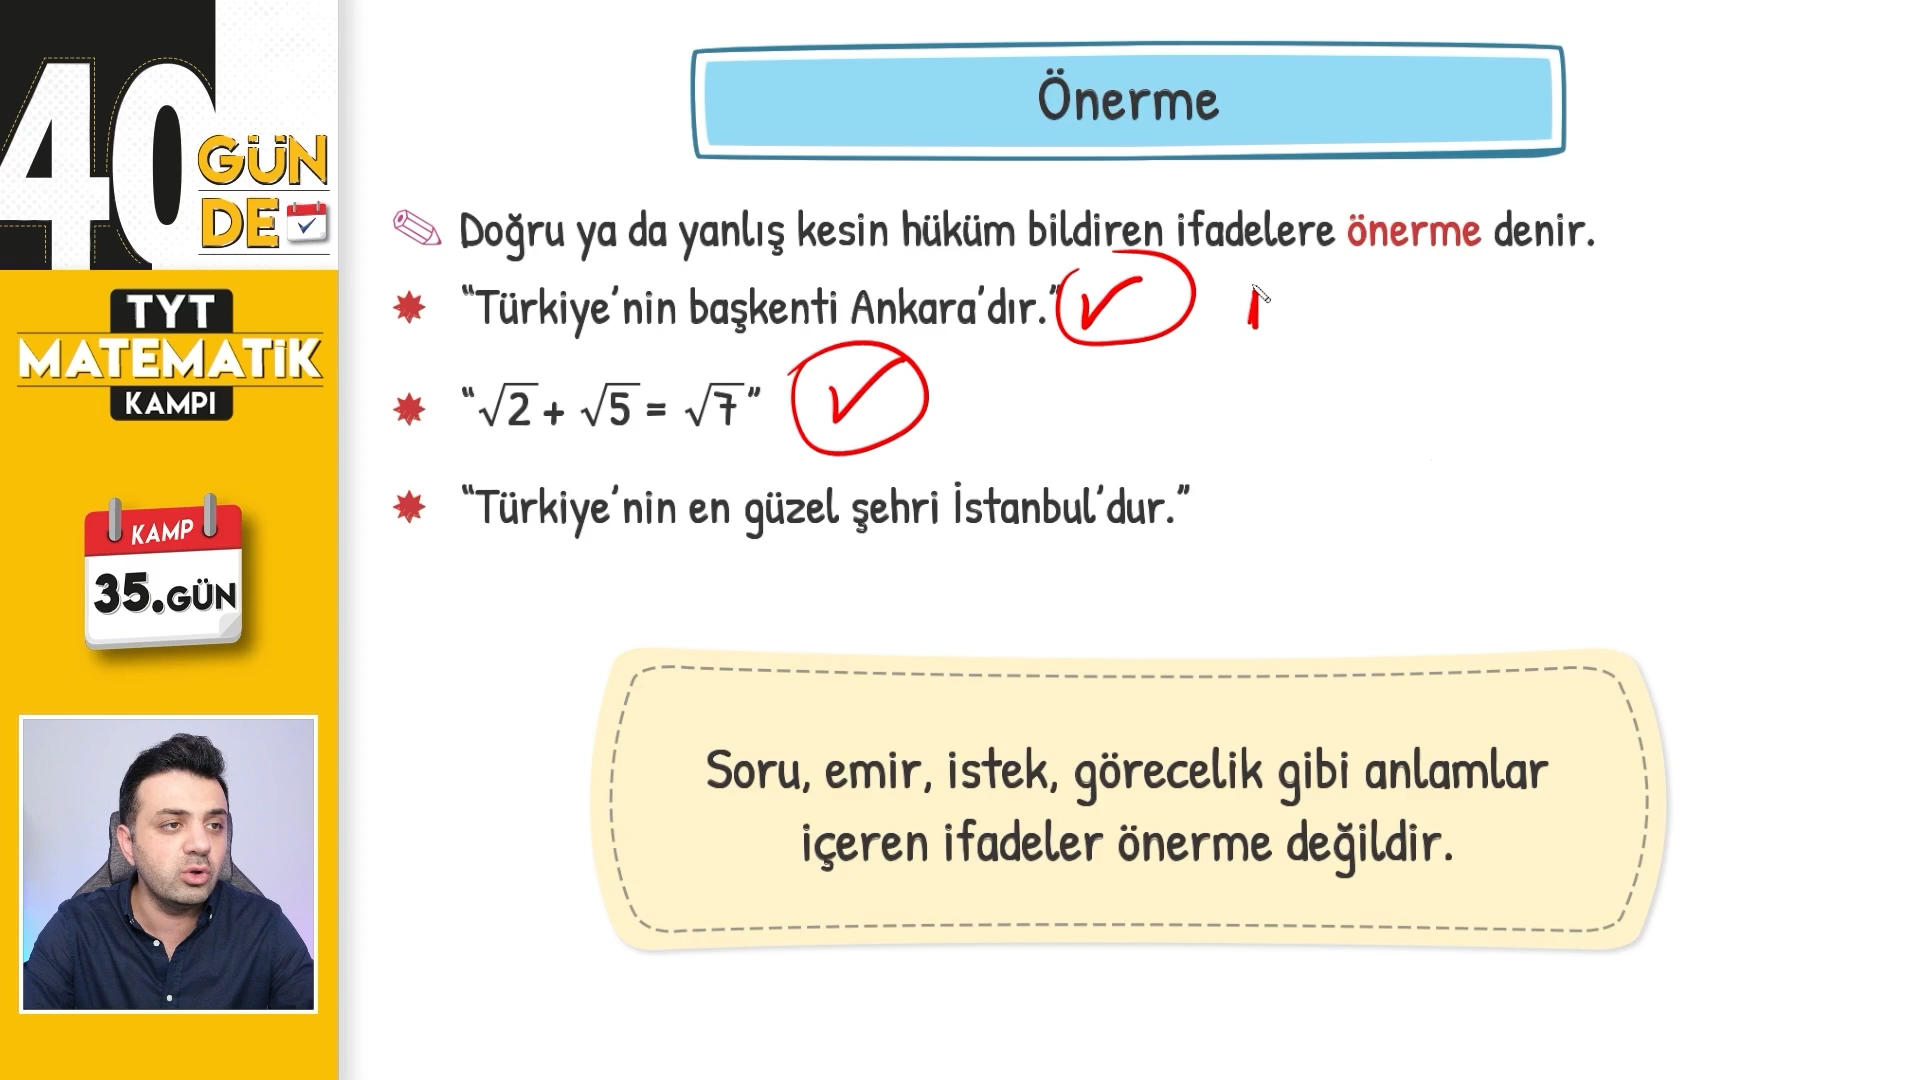 40
GÜN
DE
TYT
MATEMATİK
KAMPI
KAMP
35.GÜN
Önerme
Doğru ya da yanlış kesin hüküm bildiren ifadelere önerme denir.
“Türkiye’nin başkenti Ankara’dır.”
“√2 + √5 = √7”
“Türkiye’nin en güzel şehri İstanbul’dur.”
Soru, emir, istek, görecelik gibi anlamlar
içeren ifadeler önerme değildir.